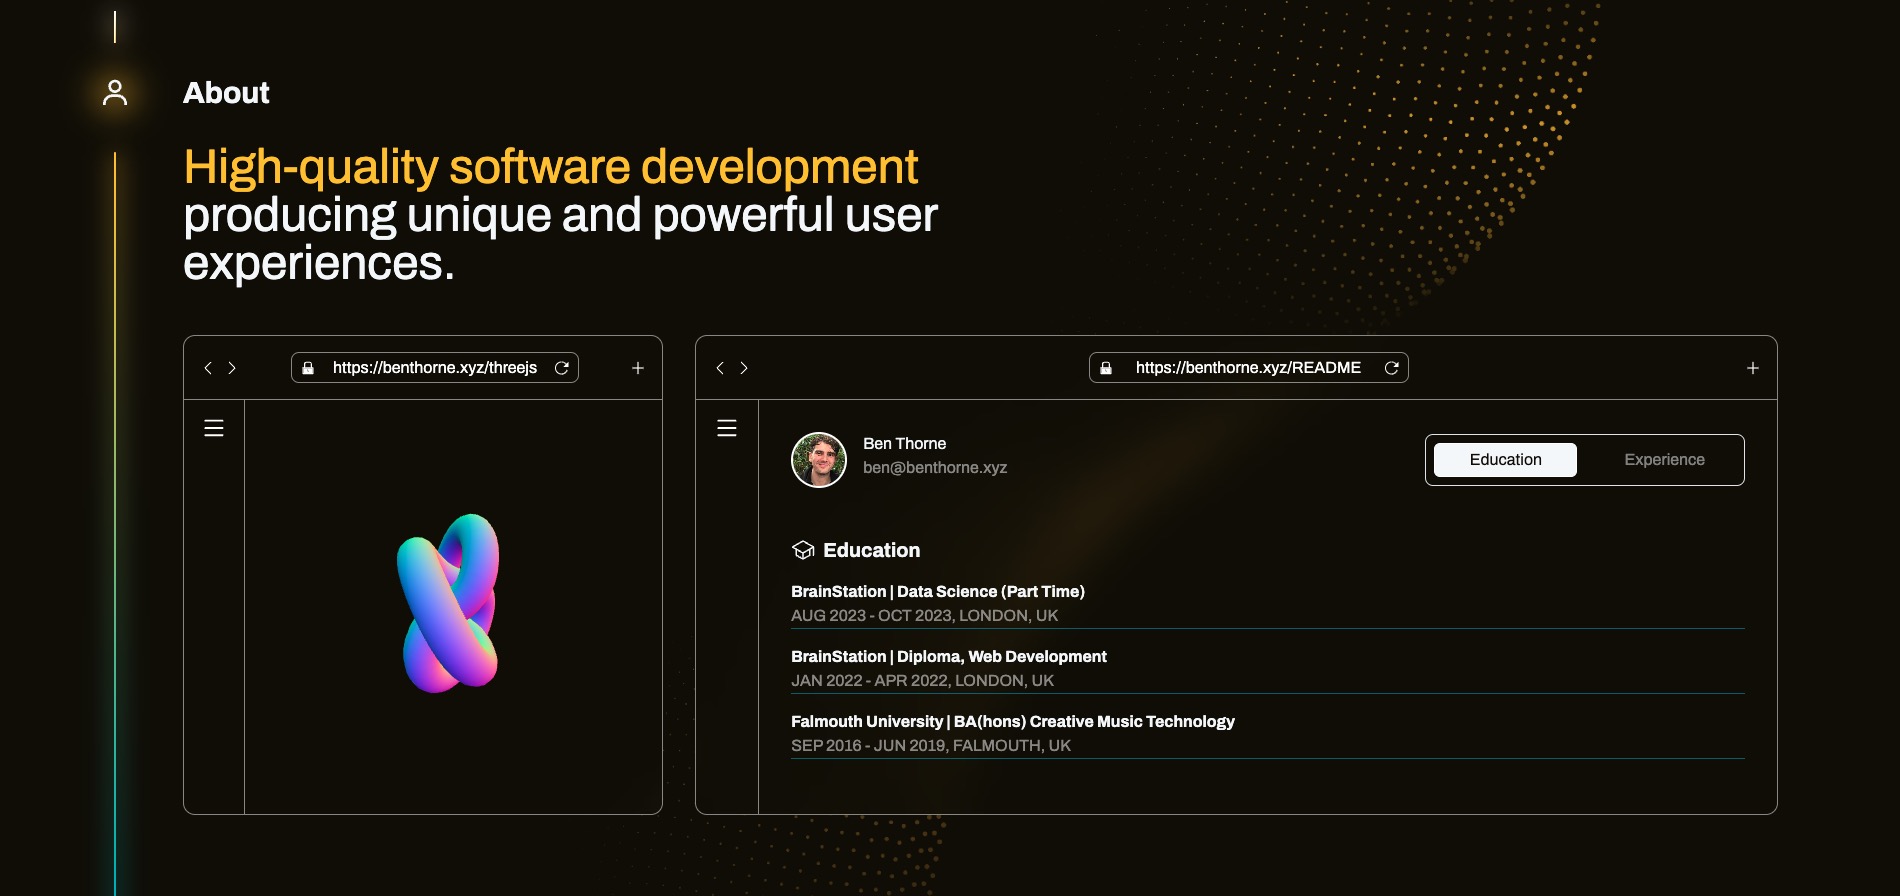 About
High-quality software development
producing unique and powerful user
experiences.
https://benthorne.xyz/threejs
https://benthorne.xyz/README
Ben Thorne
ben@benthorne.xyz
Education
Experience
Education
BrainStation | Data Science (Part Time)
AUG 2023 - OCT 2023, LONDON, UK
BrainStation | Diploma, Web Development
JAN 2022 - APR 2022, LONDON, UK
Falmouth University | BA(hons) Creative Music Technology
SEP 2016 - JUN 2019, FALMOUTH, UK